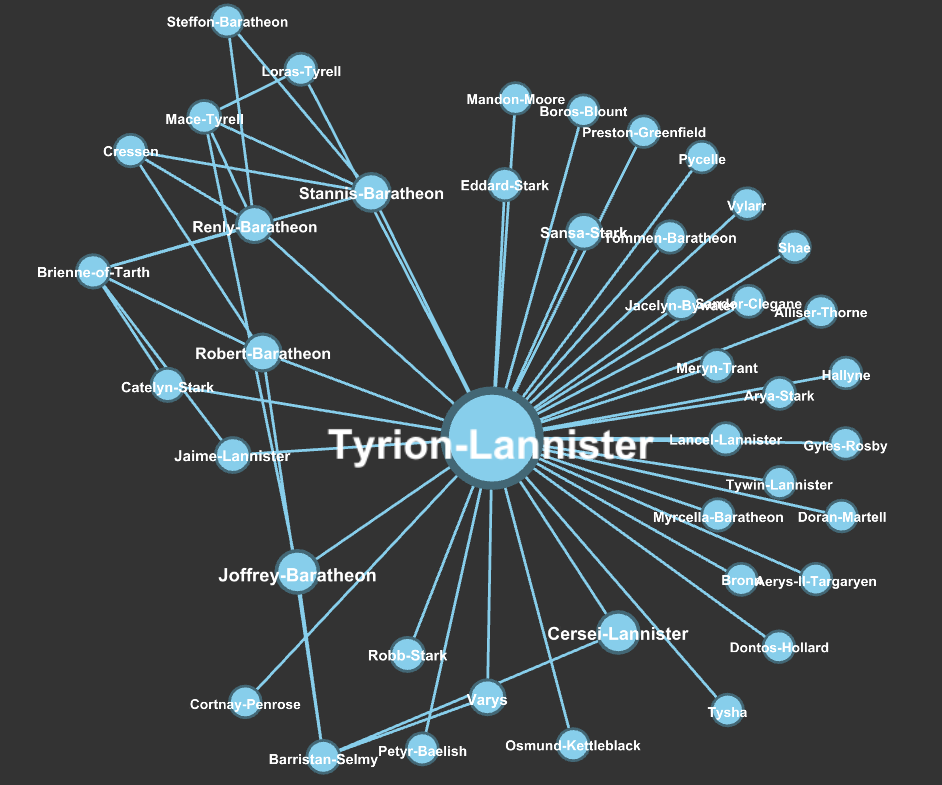 Steffon-Baratheon
Loras-Tyrell
Mandon-Moore
Boros-Blount
Mace-Tyrell
Preston-Greenfield
Cressen
Pycelle
Eddard-Stark
Stannis-Baratheon
Vylarr
Renly-Baratheon
Sansa-Stark
Tommen-Baratheon
Shae
Brienne-of-Tarth
Jacelyn-Bywater
Sandor-Clegane
Alliser-Thorne
Robert-Baratheon
Meryn-Trant
Hallyne
Catelyn-Stark
Arya-Stark
Tyrion-Lannister
Lancel-Lannister
Gyles-Rosby
Jaime-Lannister
Tywin-Lannister
Myrcella-Baratheon
Doran-Martell
Joffrey-Baratheon
Bronn
Aerys-II-Targaryen
Cersei-Lannister
Robb-Stark
Dontos-Hollard
Cortnay-Penrose
Varys
Tysha
Barristan-Selmy
Petyr-Baelish
Osmund-Kettleblack